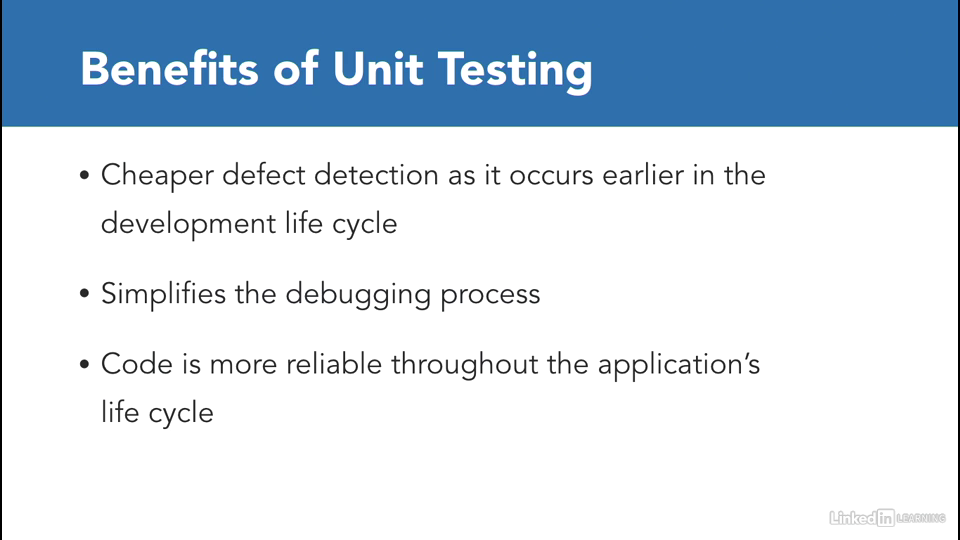 Benefits of Unit Testing
• Cheaper defect detection as it occurs earlier in the
development life cycle
• Simplifies the debugging process
• Code is more reliable throughout the application’s
life cycle
Linked in LEARNING